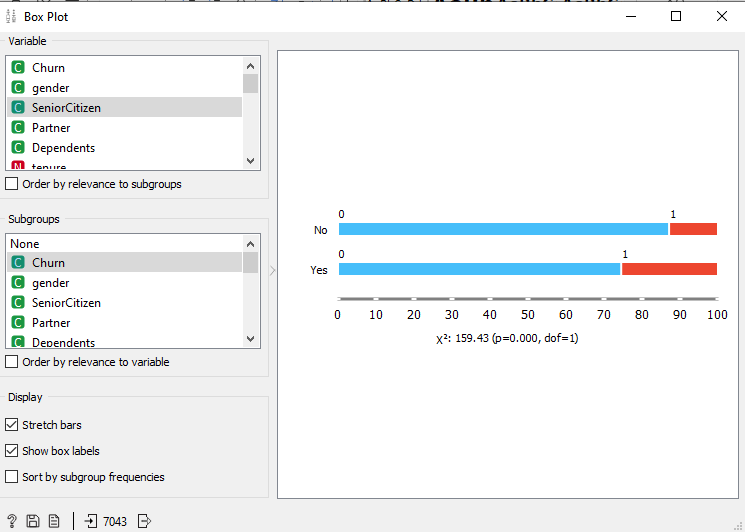 Box Plot
Variable
C Churn
C gender
C SeniorCitizen
C Partner
C Dependents
N tenure
Order by relevance to subgroups
Subgroups
None
C Churn
C gender
C SeniorCitizen
C Partner
C Dependents
Order by relevance to variable
Display
Stretch bars
Show box labels
Sort by subgroup frequencies
? 7043
0 1
No
0 1
Yes
0 10 20 30 40 50 60 70 80 90 100
χ²: 159.43 (p=0.000, dof=1)